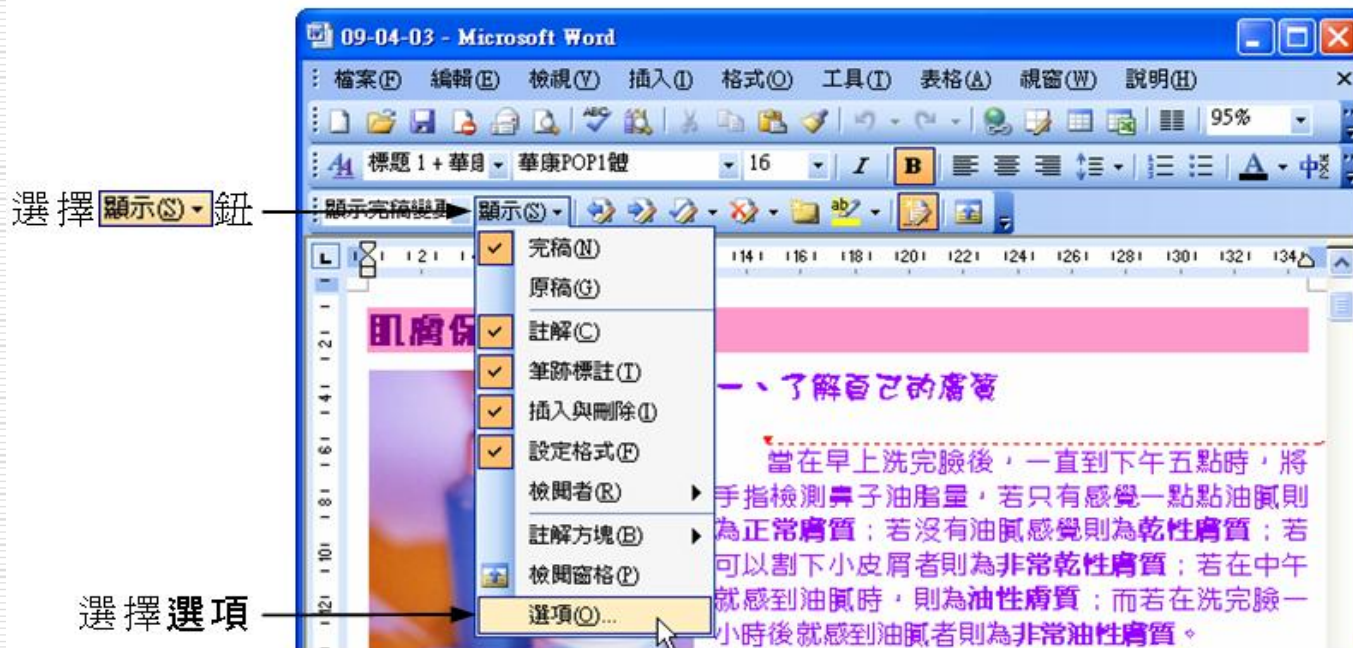 09-04-03 - Microsoft Word
檔案(F) 編輯(E) 檢視(V) 插入(I) 格式(O) 工具(T) 表格(A) 視窗(W) 說明(H)
95%
標題 1 + 華 華康POP1體 16 I B A 中
選擇 顯示(S) 鈕
顯示完稿變更 顯示(S)
完稿(N)
原稿(G)
註解(C)
筆跡標註(T)
插入與刪除(I)
設定格式(F)
檢閱者(R)
註解方塊(B)
檢閱窗格(P)
選擇選項
選項(O)...
肌膚保
一、了解自己的膚質
當在早上洗完臉後,一直到下午五點時,將
手指檢測鼻子油脂量,若只有感覺一點點油膩則
為正常膚質;若沒有油膩感覺則為乾性膚質;若
可以割下小皮屑者則為非常乾性膚質;若在中午
就感到油膩時,則為油性膚質;而若在洗完臉一
小時後就感到油膩者則為非常油性膚質。